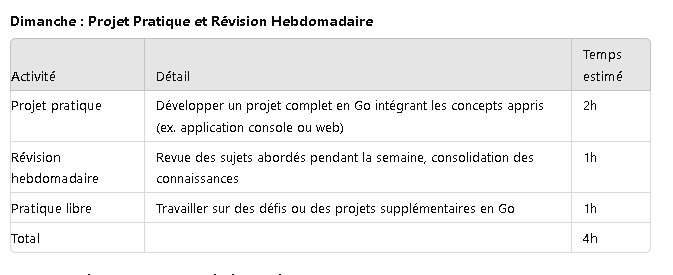 Dimanche : Projet Pratique et Révision Hebdomadaire
Activité Détail Temps estimé
Projet pratique Développer un projet complet en Go intégrant les concepts appris (ex. application console ou web) 2h
Révision hebdomadaire Revue des sujets abordés pendant la semaine, consolidation des connaissances 1h
Pratique libre Travailler sur des défis ou des projets supplémentaires en Go 1h
Total 4h